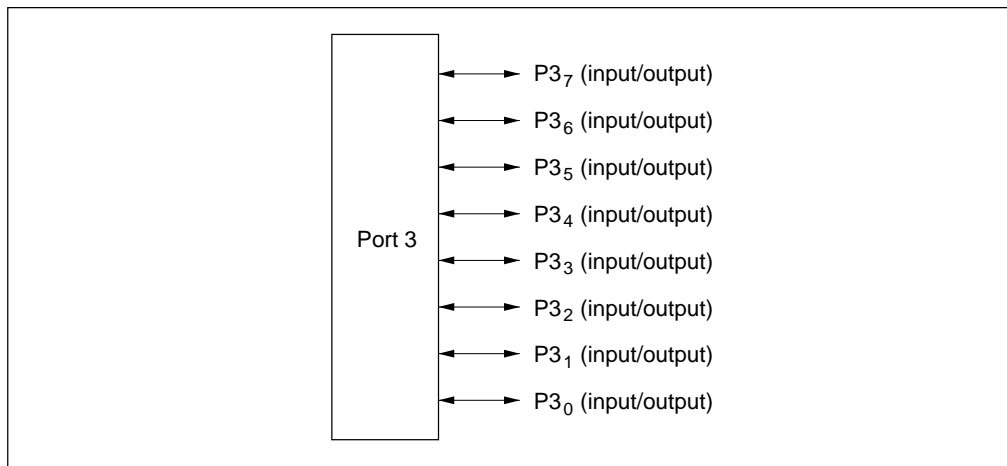 P3₇ (input/output)
P3₆ (input/output)
P3₅ (input/output)
P3₄ (input/output)
Port 3
P3₃ (input/output)
P3₂ (input/output)
P3₁ (input/output)
P3₀ (input/output)